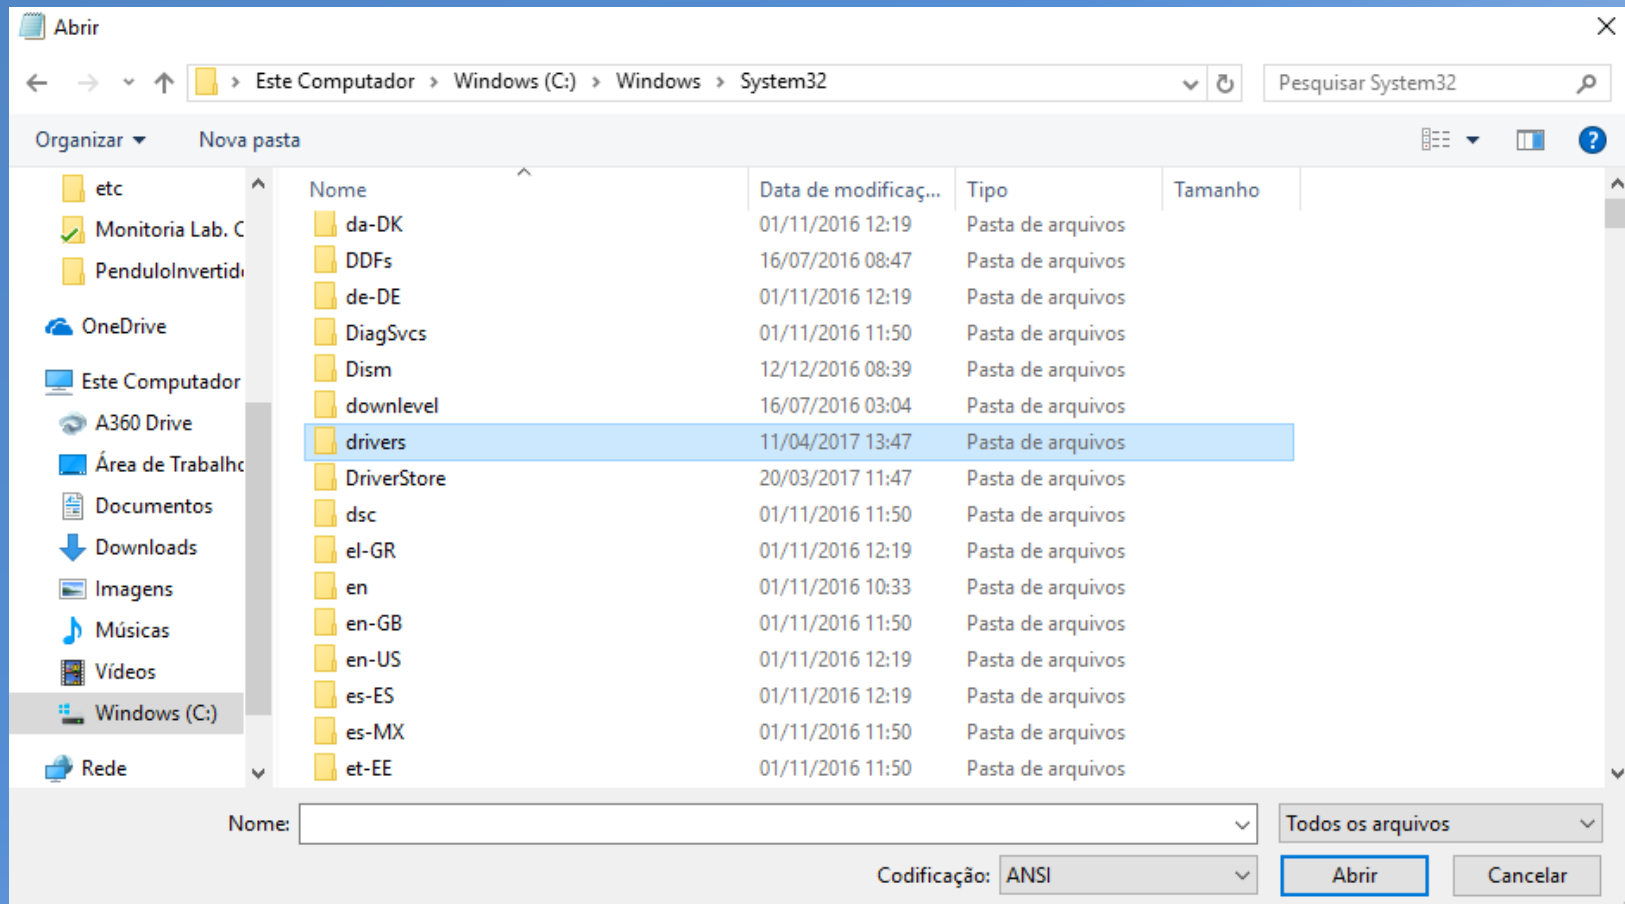 Abrir
Este Computador > Windows (C:) > Windows > System32
Pesquisar System32
Organizar
Nova pasta
etc
Monitoria Lab. C
PenduloInvertid
OneDrive
Este Computador
A360 Drive
Área de Trabalho
Documentos
Downloads
Imagens
Músicas
Vídeos
Windows (C:)
Rede
Nome Data de modificaç... Tipo Tamanho
da-DK 01/11/2016 12:19 Pasta de arquivos
DDFs 16/07/2016 08:47 Pasta de arquivos
de-DE 01/11/2016 12:19 Pasta de arquivos
DiagSvcs 01/11/2016 11:50 Pasta de arquivos
Dism 12/12/2016 08:39 Pasta de arquivos
downlevel 16/07/2016 03:04 Pasta de arquivos
drivers 11/04/2017 13:47 Pasta de arquivos
DriverStore 20/03/2017 11:47 Pasta de arquivos
dsc 01/11/2016 11:50 Pasta de arquivos
el-GR 01/11/2016 12:19 Pasta de arquivos
en 01/11/2016 10:33 Pasta de arquivos
en-GB 01/11/2016 11:50 Pasta de arquivos
en-US 01/11/2016 12:19 Pasta de arquivos
es-ES 01/11/2016 12:19 Pasta de arquivos
es-MX 01/11/2016 11:50 Pasta de arquivos
et-EE 01/11/2016 11:50 Pasta de arquivos
Nome:
Todos os arquivos
Codificação: ANSI
Abrir
Cancelar